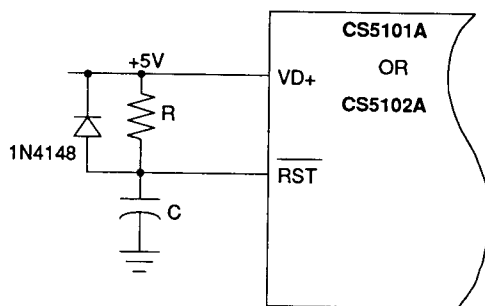 CS5101A
+5V
OR
VD+
CS5102A
R
1N4148
RST
C